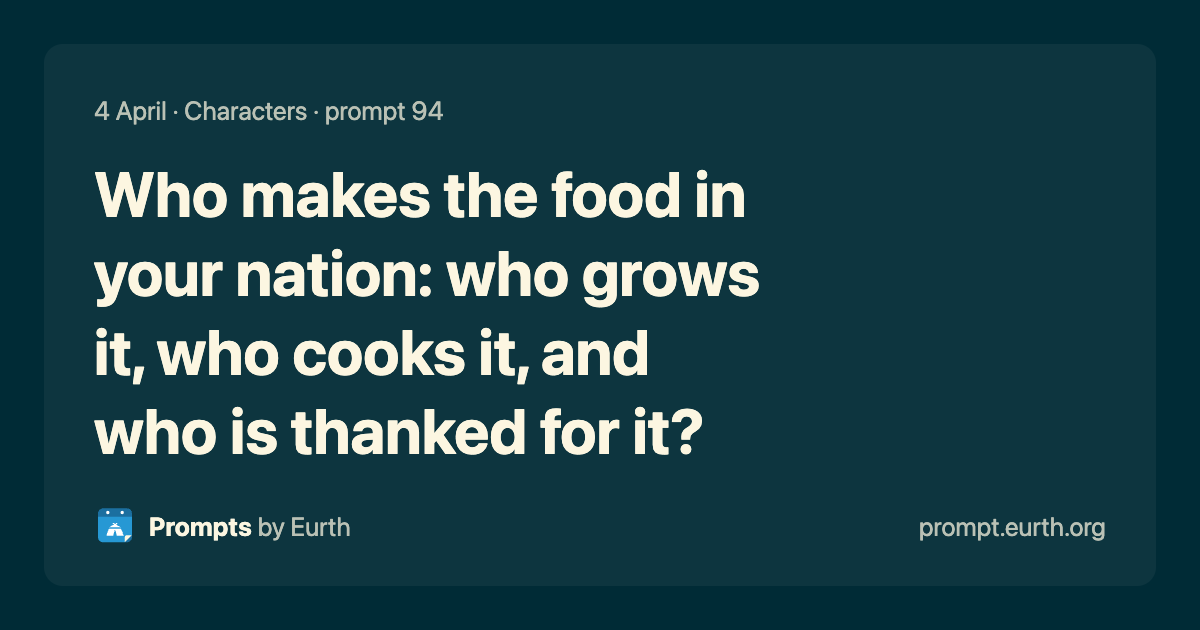 4 April · Characters · prompt 94
Who makes the food in
your nation: who grows
it, who cooks it, and
who is thanked for it?
Prompts by Eurth
prompt.eurth.org